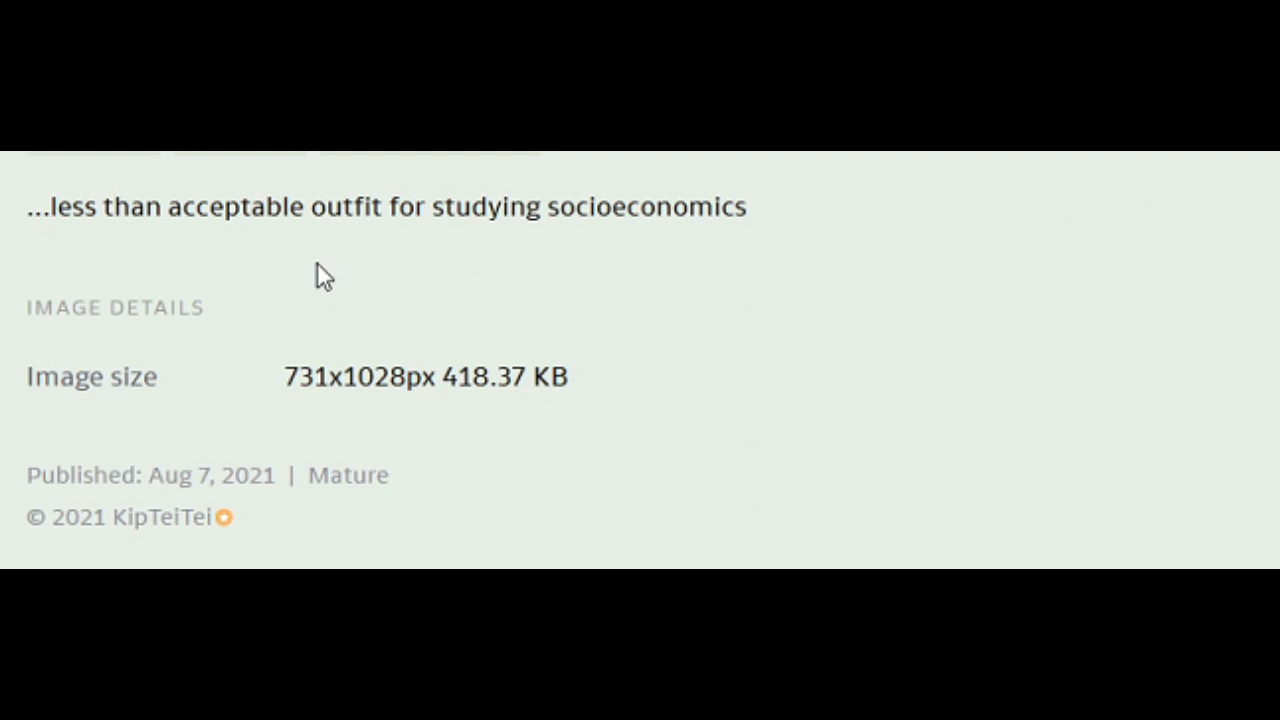 ...less than acceptable outfit for studying socioeconomics
IMAGE DETAILS
Image size 731x1028px 418.37 KB
Published: Aug 7, 2021 | Mature
© 2021 KipTeiTei